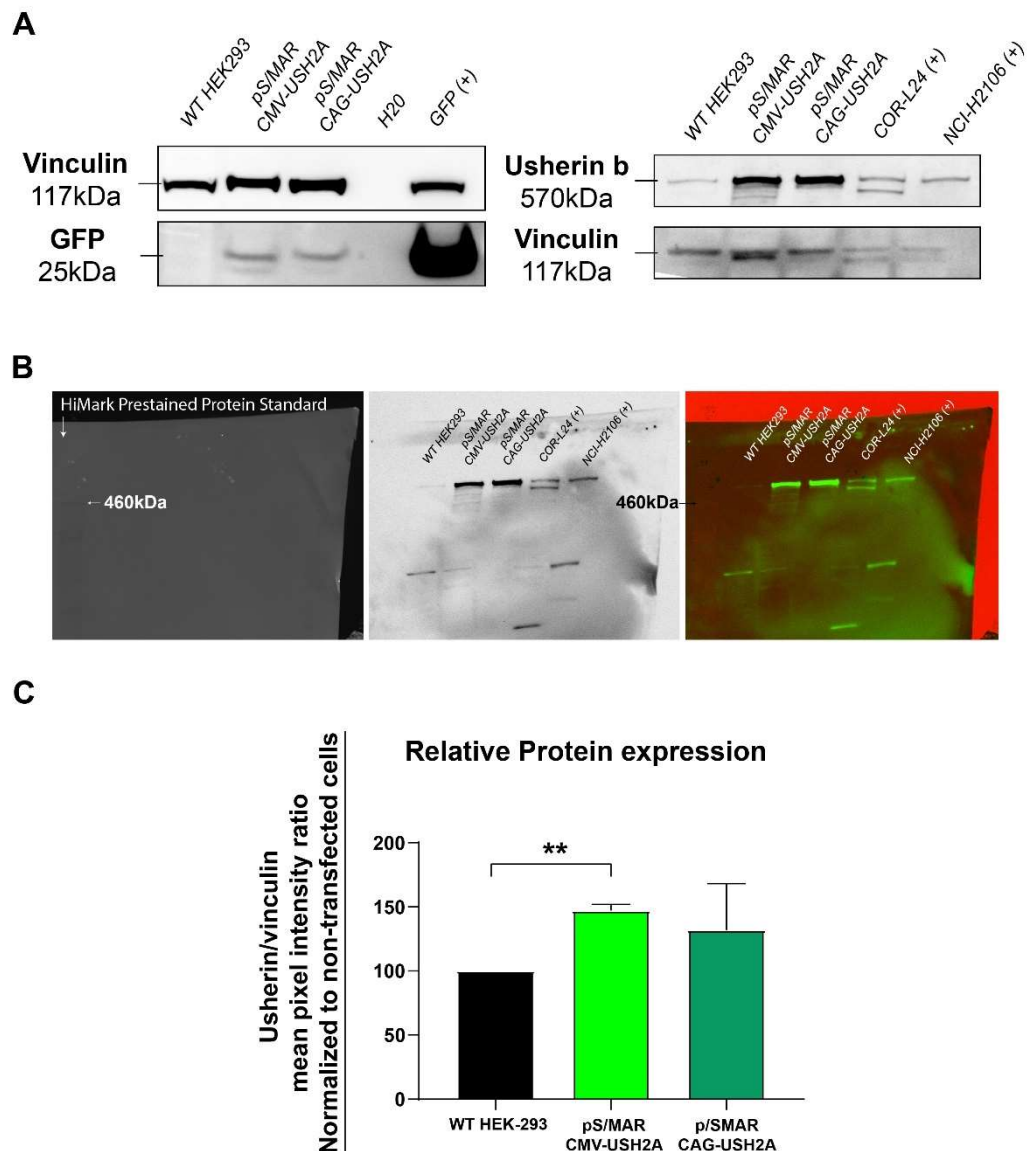 A
WT HEK293
pS/MAR
CMV-USH2A
pS/MAR
CAG-USH2A
H20
GFP (+)
Vinculin
117kDa
GFP
25kDa
WT HEK293
pS/MAR
CMV-USH2A
pS/MAR
CAG-USH2A
COR-L24 (+)
NCI-H2106 (+)
Usherin b
570kDa
Vinculin
117kDa
B
HiMark Prestained Protein Standard
460kDa
WT HEK293
pS/MAR
CMV-USH2A
pS/MAR
CAG-USH2A
COR-L24 (+)
NCI-H2106 (+)
460kDa
WT HEK293
pS/MAR
CMV-USH2A
pS/MAR
CAG-USH2A
COR-L24 (+)
NCI-H2106 (+)
C
Relative Protein expression
Usherin/vinculin
mean pixel intensity ratio
Normalized to non-transfected cells
200
150
100
50
0
**
WT HEK-293
pS/MAR
CMV-USH2A
p/SMAR
CAG-USH2A